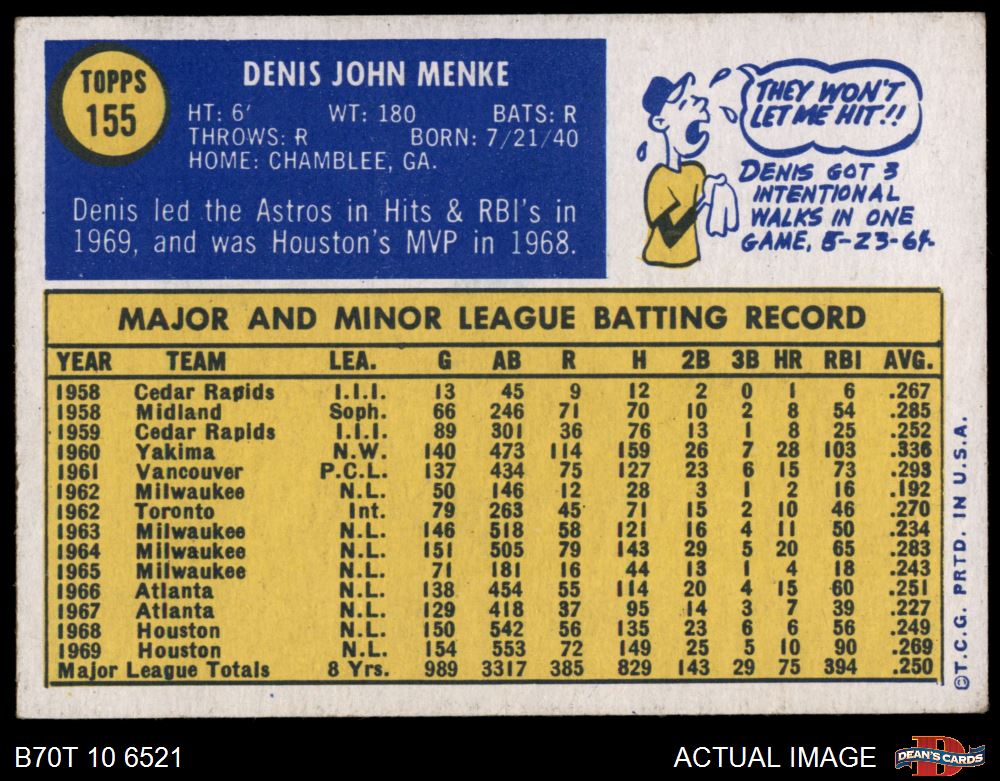 TOPPS
155
DENIS JOHN MENKE
HT: 6' WT: 180 BATS: R
THROWS: R BORN: 7/21/40
HOME: CHAMBLEE, GA.
Denis led the Astros in Hits & RBI's in
1969, and was Houston's MVP in 1968.
THEY WON'T
LET ME HIT!!
DENIS GOT 3
INTENTIONAL
WALKS IN ONE
GAME, 5-23-64.
MAJOR AND MINOR LEAGUE BATTING RECORD
YEAR TEAM LEA. G AB R H 2B 3B HR RBI AVG.
1958 Cedar Rapids I.I.I. 13 45 9 12 2 0 1 6 .267
1958 Midland Soph. 66 246 71 70 10 2 8 54 .285
1959 Cedar Rapids I.I.I. 89 301 36 76 13 1 8 25 .252
1960 Yakima N.W. 140 473 114 159 26 7 28 103 .336
1961 Vancouver P.C.L. 137 434 75 127 23 6 15 73 .293
1962 Milwaukee N.L. 50 146 12 28 3 1 2 16 .192
1962 Toronto Int. 79 263 45 71 15 2 10 46 .270
1963 Milwaukee N.L. 146 518 58 121 16 4 11 50 .234
1964 Milwaukee N.L. 151 505 79 143 29 5 20 65 .283
1965 Milwaukee N.L. 71 181 16 44 13 1 4 18 .243
1966 Atlanta N.L. 138 454 55 114 20 4 15 60 .251
1967 Atlanta N.L. 129 418 37 95 14 3 7 39 .227
1968 Houston N.L. 150 542 56 135 23 6 6 56 .249
1969 Houston N.L. 154 553 72 149 25 5 10 90 .269
Major League Totals 8 Yrs. 989 3317 385 829 143 29 75 394 .250
©T.C.G. PRTD. IN U.S.A.
B70T 10 6521
ACTUAL IMAGE
D
DEAN'S CARDS